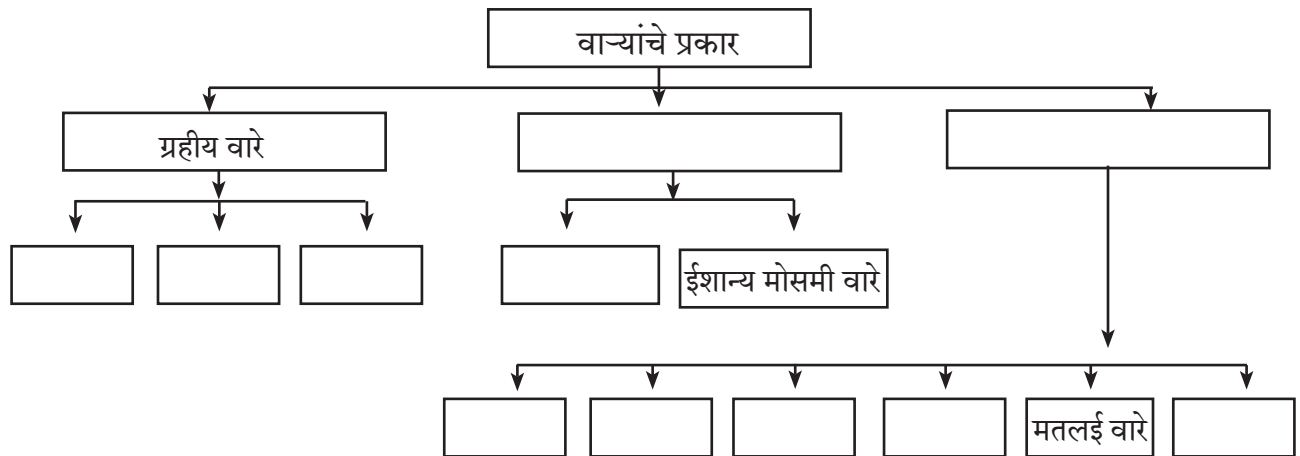 वाऱ्यांचे प्रकार
ग्रहीय वारे
ईशान्य मोसमी वारे
मतलई वारे